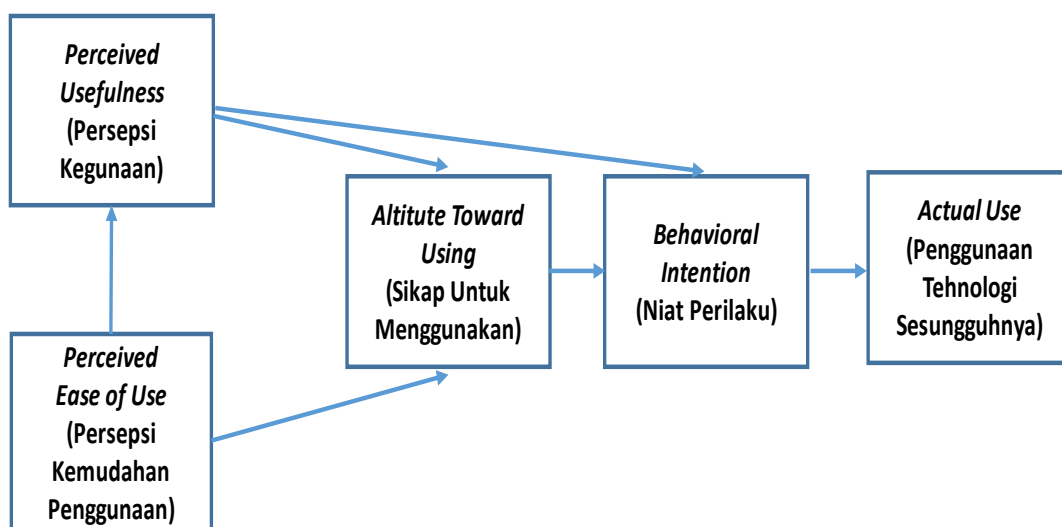 Perceived
Usefulness
(Persepsi
Kegunaan)
Perceived
Ease of Use
(Persepsi
Kemudahan
Penggunaan)
Altitute Toward
Using
(Sikap Untuk
Menggunakan)
Behavioral
Intention
(Niat Perilaku)
Actual Use
(Penggunaan
Tehnologi
Sesungguhnya)